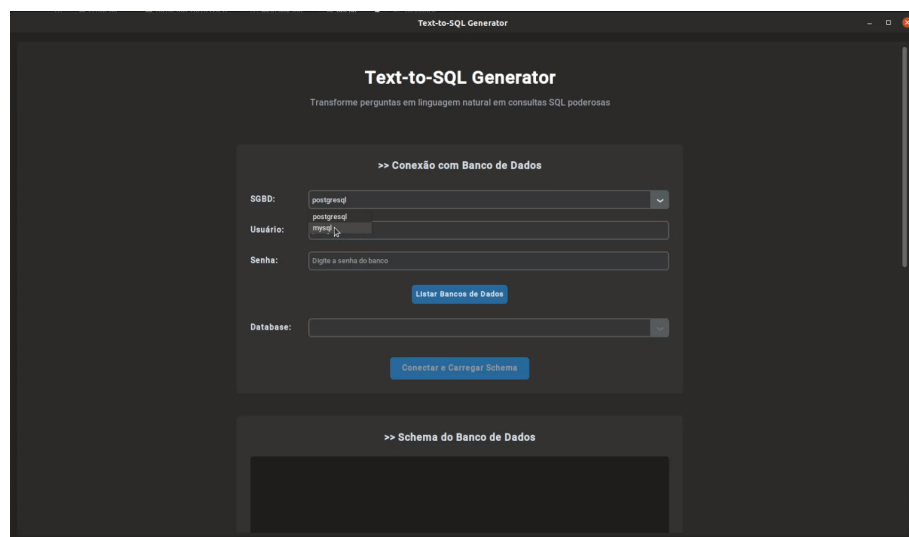 Text-to-SQL Generator
Text-to-SQL Generator
Transforme perguntas em linguagem natural em consultas SQL poderosas
>> Conexão com Banco de Dados
SGBD:
postgresql
postgresql
Usuário:
mysql
Senha:
Digite a senha do banco
Listar Bancos de Dados
Database:
Conectar e Carregar Schema
>> Schema do Banco de Dados